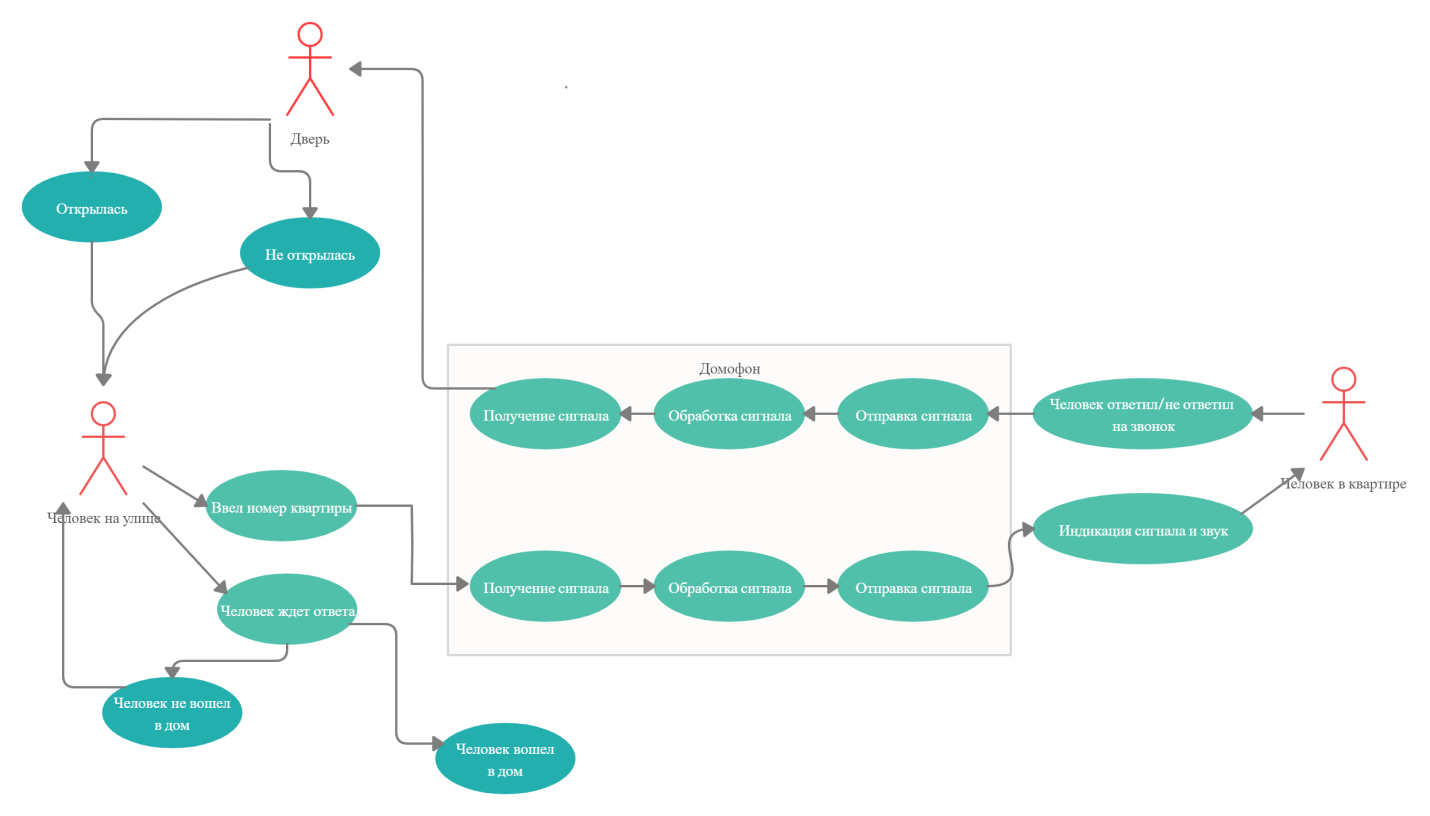 Дверь
Открылась
Не открылась
Домофон
Получение сигнала
Обработка сигнала
Отправка сигнала
Человек ответил/не ответил
на звонок
Человек в квартире
Человек на улице
Ввел номер квартиры
Индикация сигнала и звук
Получение сигнала
Обработка сигнала
Отправка сигнала
Человек ждет ответа
Человек не вошел
в дом
Человек вошел
в дом